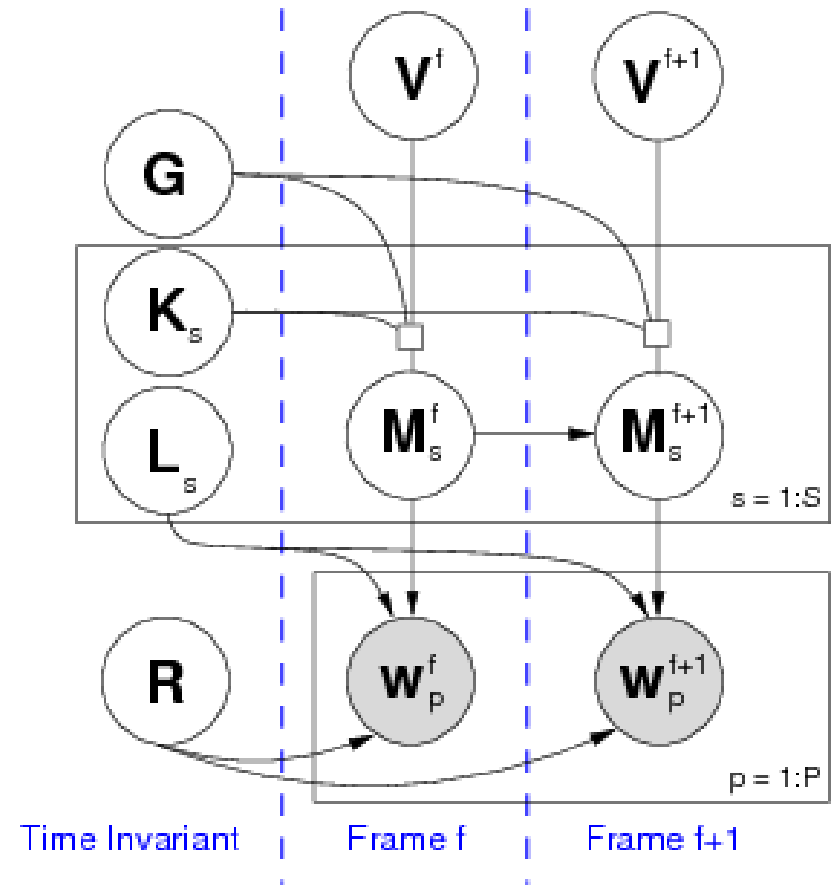 V^f
V^f+1
G
K_s
M_s^f
M_s^f+1
L_s
s = 1:S
R
w_p^f
w_p^f+1
p = 1:P
Time Invariant
Frame f
Frame f+1